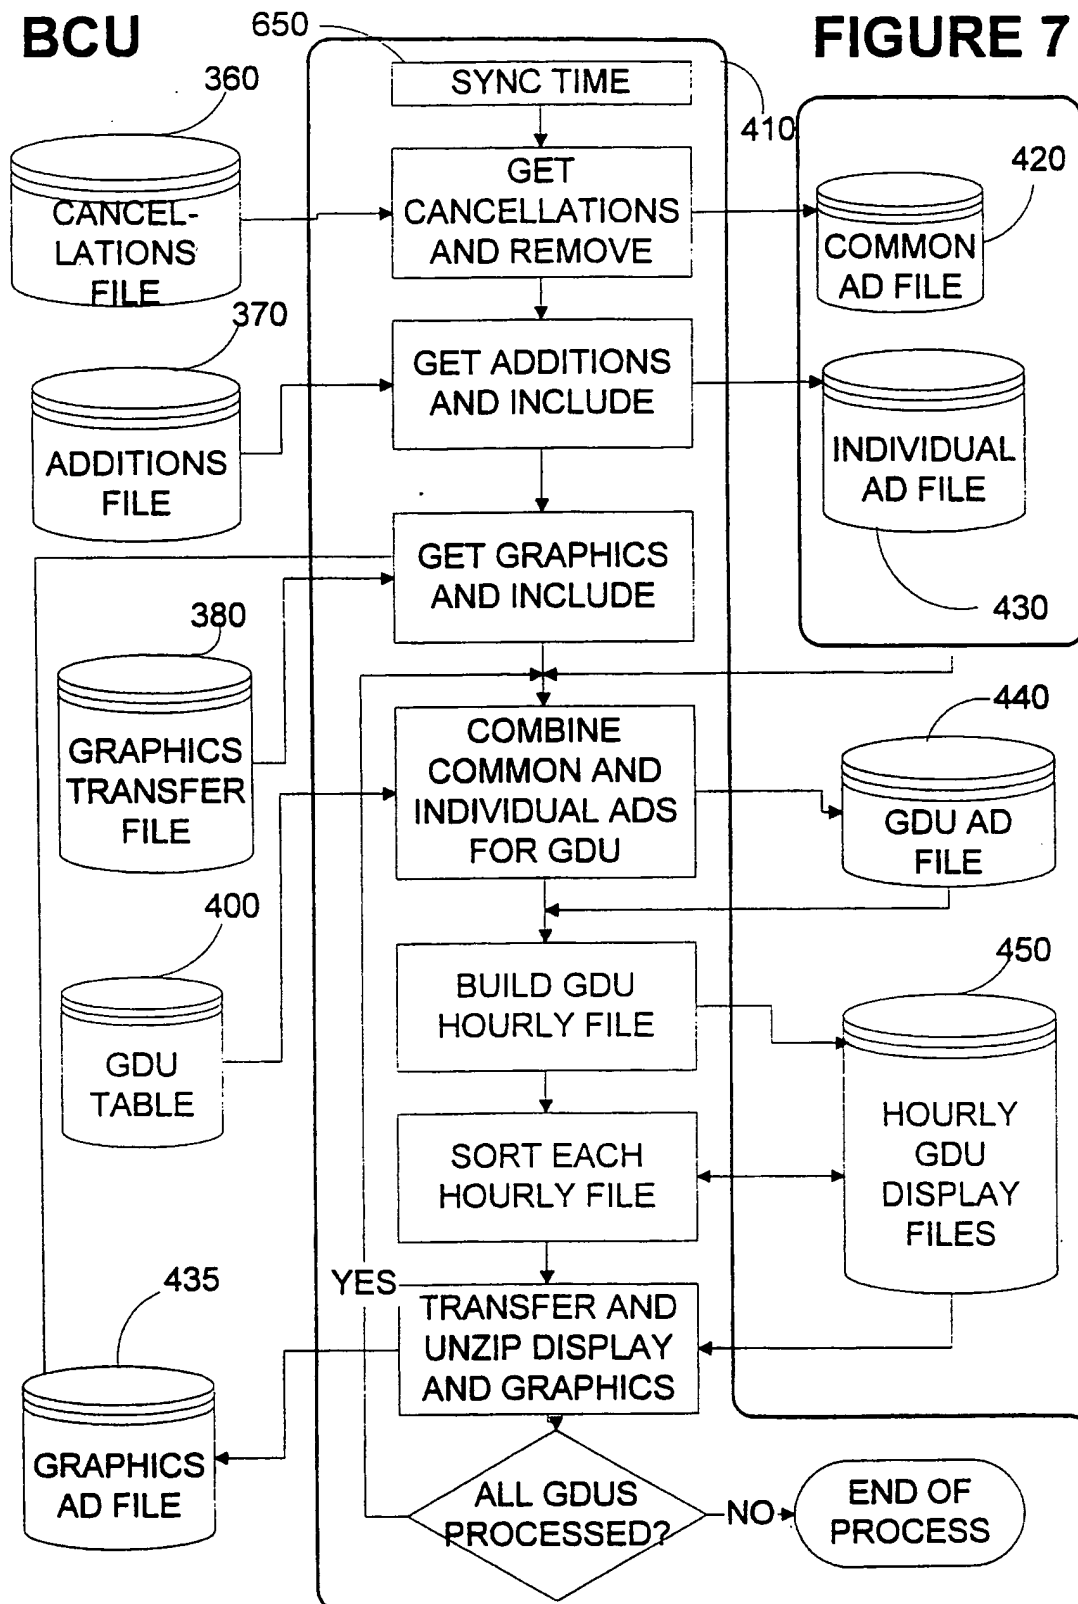 BCU
FIGURE 7
650
360
SYNC TIME
410
420
CANCEL-
LATIONS
FILE
GET
CANCELLATIONS
AND REMOVE
COMMON
AD FILE
370
GET ADDITIONS
AND INCLUDE
ADDITIONS
FILE
INDIVIDUAL
AD FILE
GET GRAPHICS
AND INCLUDE
430
380
GRAPHICS
TRANSFER
FILE
COMBINE
COMMON AND
INDIVIDUAL ADS
FOR GDU
440
GDU AD
FILE
400
GDU
TABLE
BUILD GDU
HOURLY FILE
450
HOURLY
GDU
DISPLAY
FILES
SORT EACH
HOURLY FILE
YES
435
TRANSFER AND
UNZIP DISPLAY
AND GRAPHICS
GRAPHICS
AD FILE
ALL GDUS
PROCESSED?
NO
END OF
PROCESS